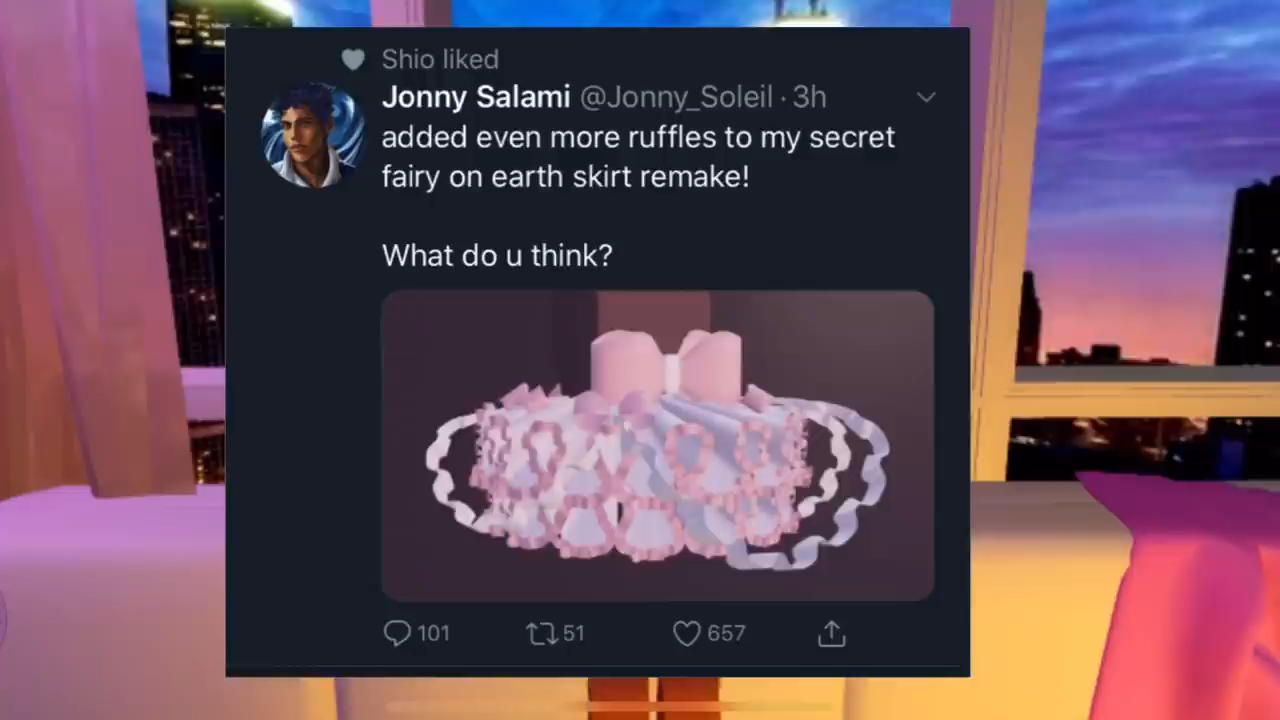 Shio liked
Jonny Salami @Jonny_Soleil · 3h
added even more ruffles to my secret
fairy on earth skirt remake!
What do u think?
101 51 657